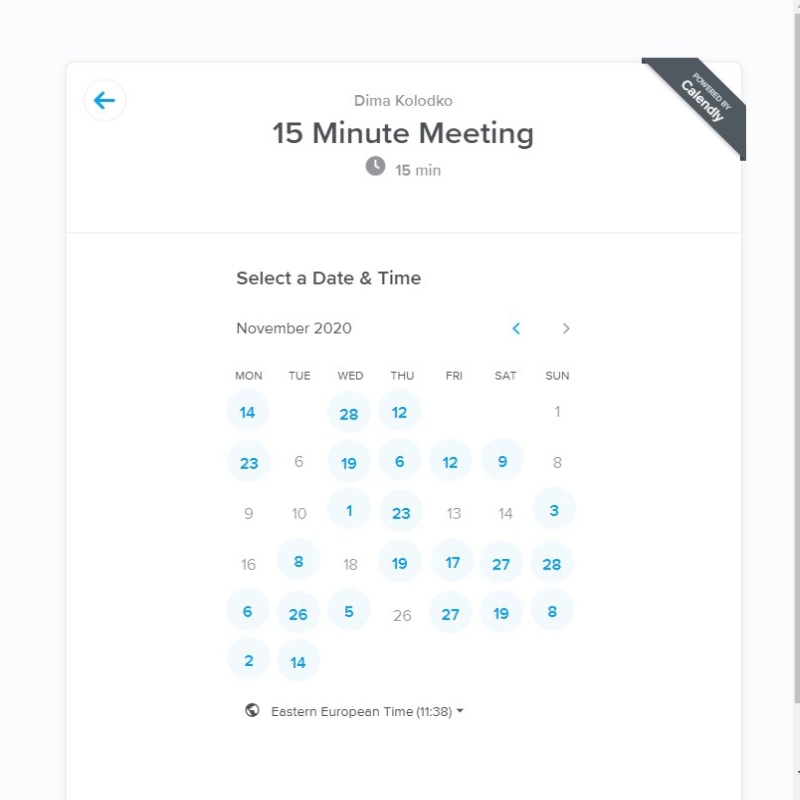 POWERED BY
Calendly
Dima Kolodko
15 Minute Meeting
15 min
Select a Date & Time
November 2020
MON TUE WED THU FRI SAT SUN
14 28 12 1
23 6 19 6 12 9 8
9 10 1 23 13 14 3
16 8 18 19 17 27 28
6 26 5 26 27 19 8
2 14
Eastern European Time (11:38)